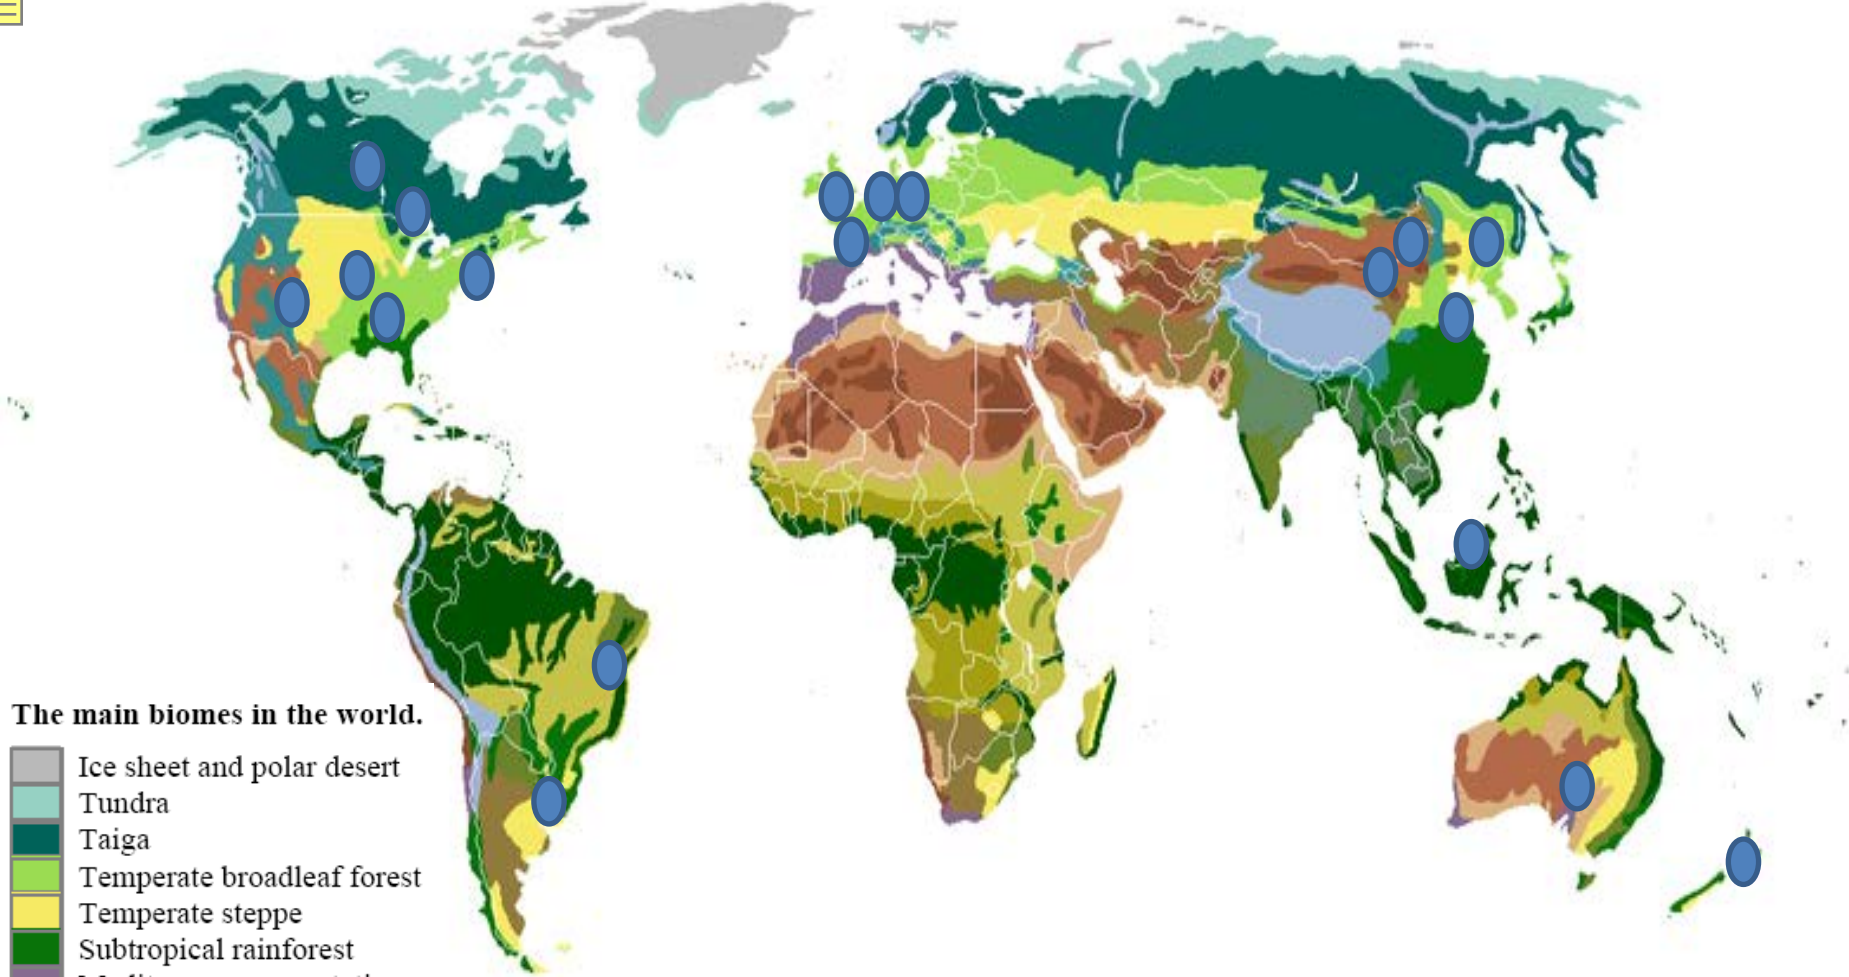 The main biomes in the world.
Ice sheet and polar desert
Tundra
Taiga
Temperate broadleaf forest
Temperate steppe
Subtropical rainforest